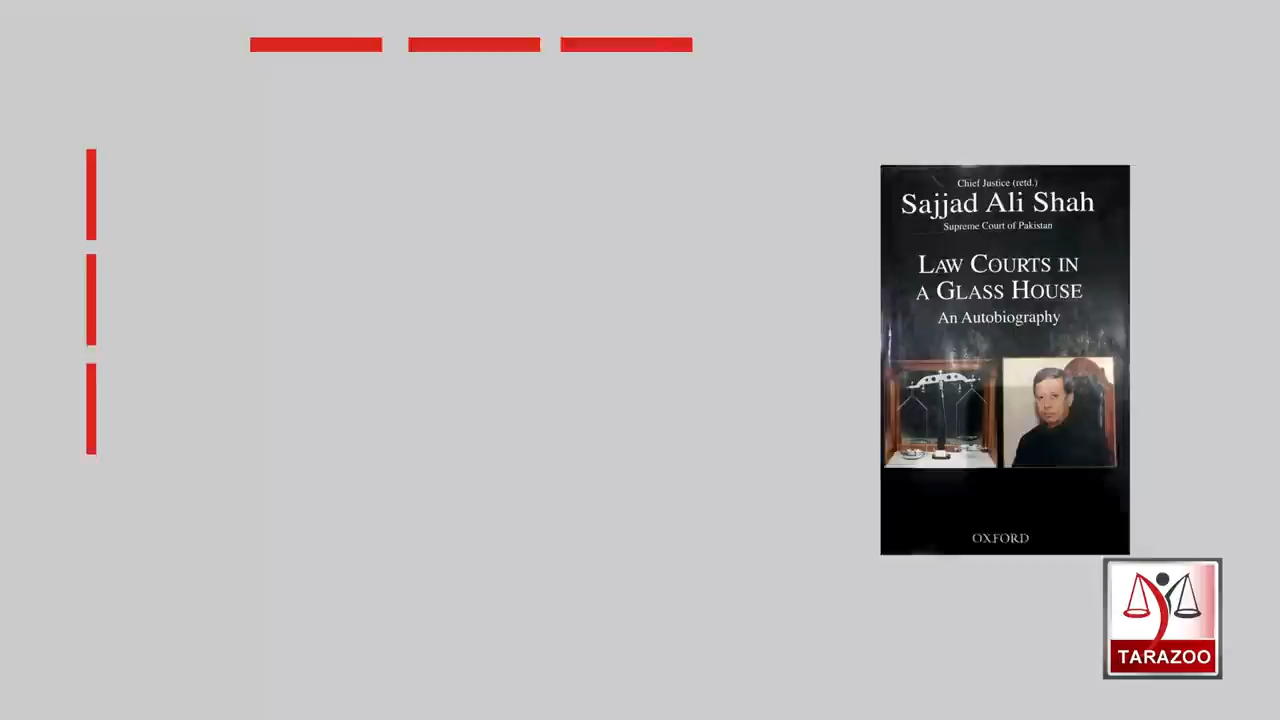 Chief Justice (retd.)
Sajjad Ali Shah
Supreme Court of Pakistan
LAW COURTS IN
A GLASS HOUSE
An Autobiography
OXFORD
TARAZOO